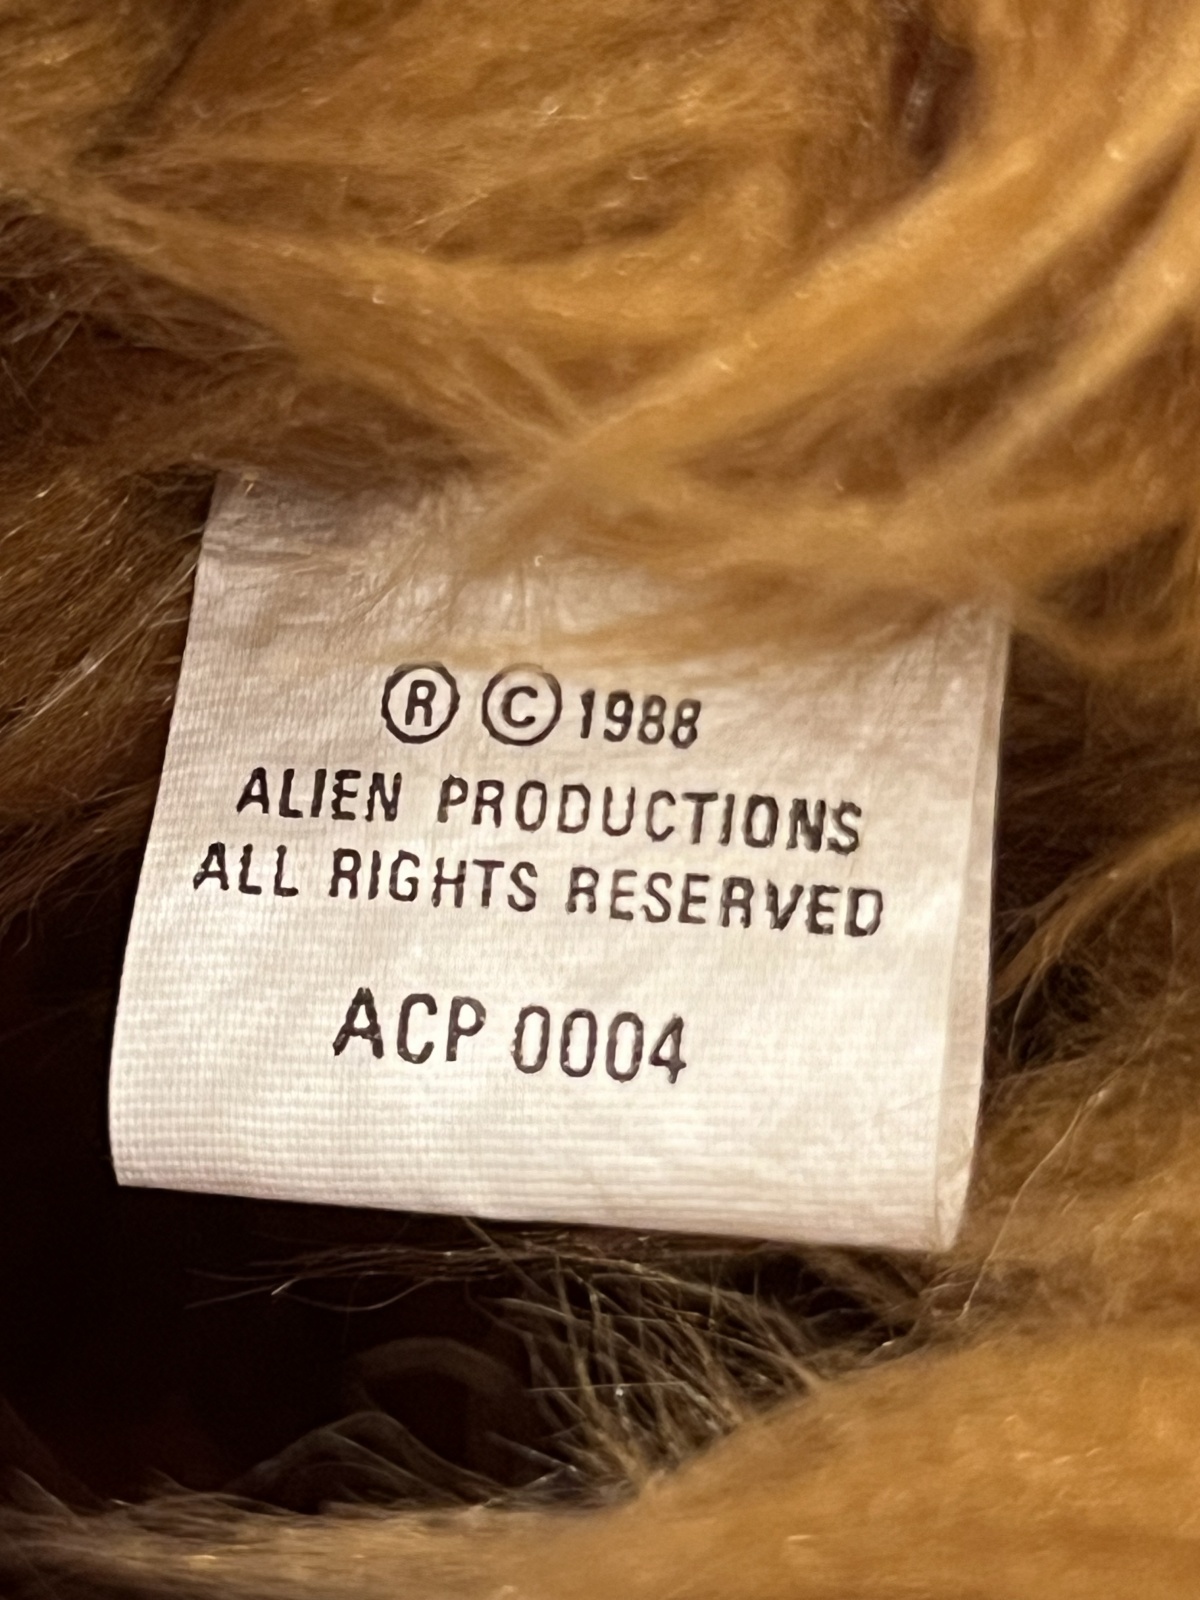 ® © 1988
ALIEN PRODUCTIONS
ALL RIGHTS RESERVED
ACP 0004